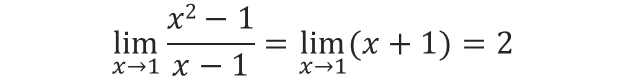 lim x→1 (x² − 1)/(x − 1) = lim x→1 (x + 1) = 2